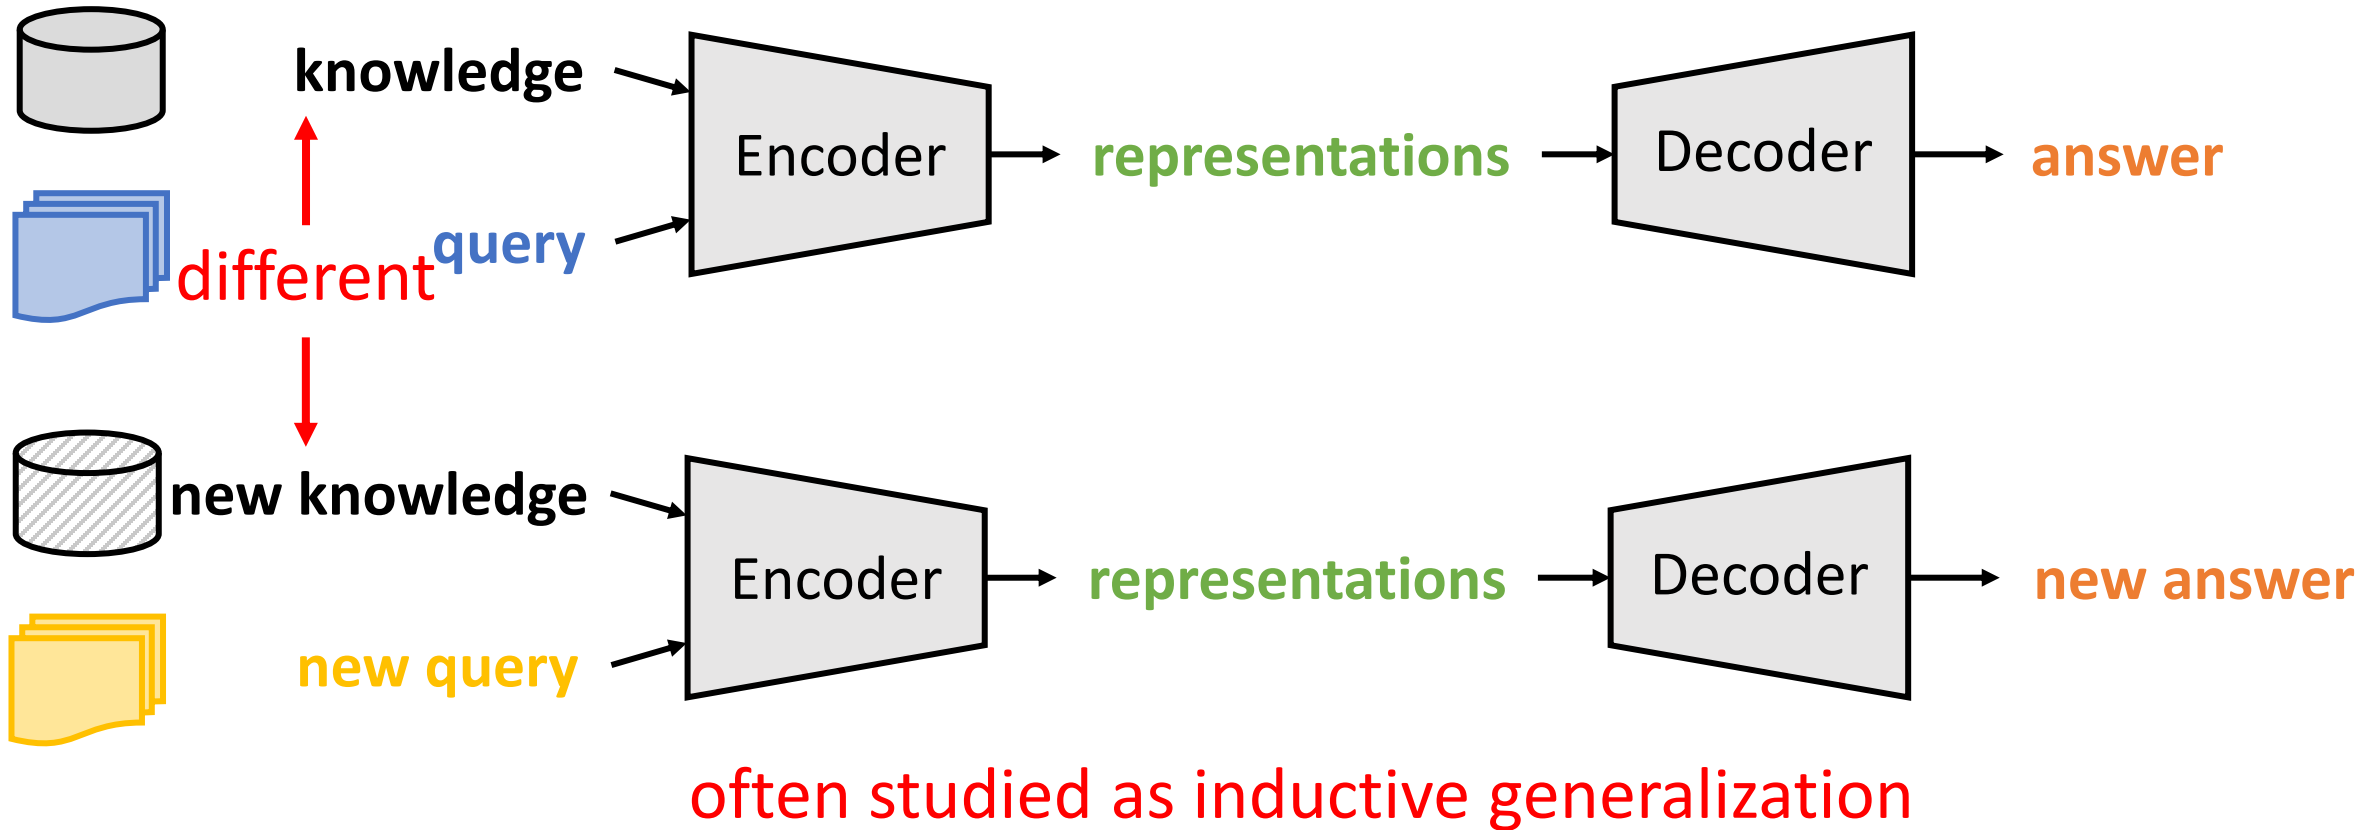 knowledge
Encoder
representations
Decoder
answer
query
different
new knowledge
Encoder
representations
Decoder
new answer
new query
often studied as inductive generalization